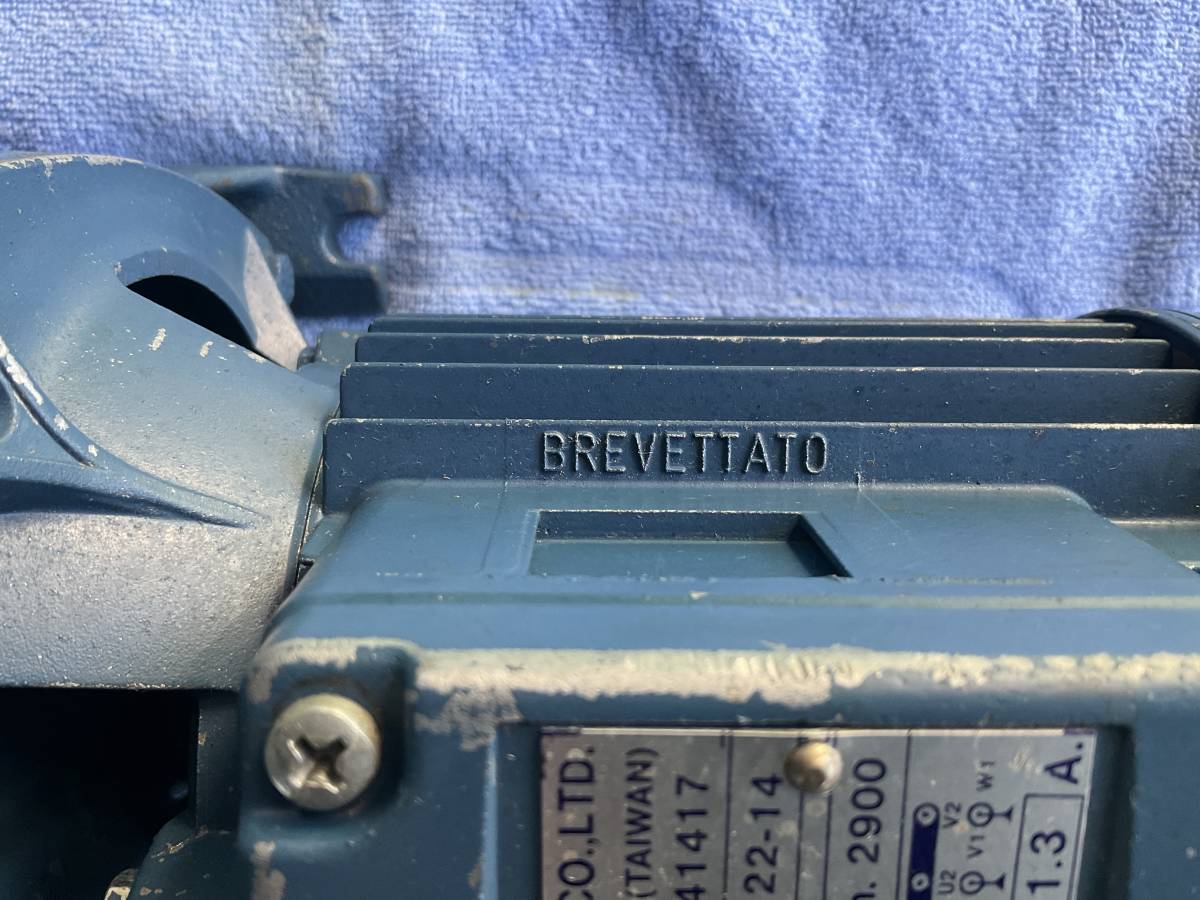 BREVETTATO
CO.,LTD.
(TAIWAN)
41417
22-14
2900
U2 V1 W1
V2
1.3 A.